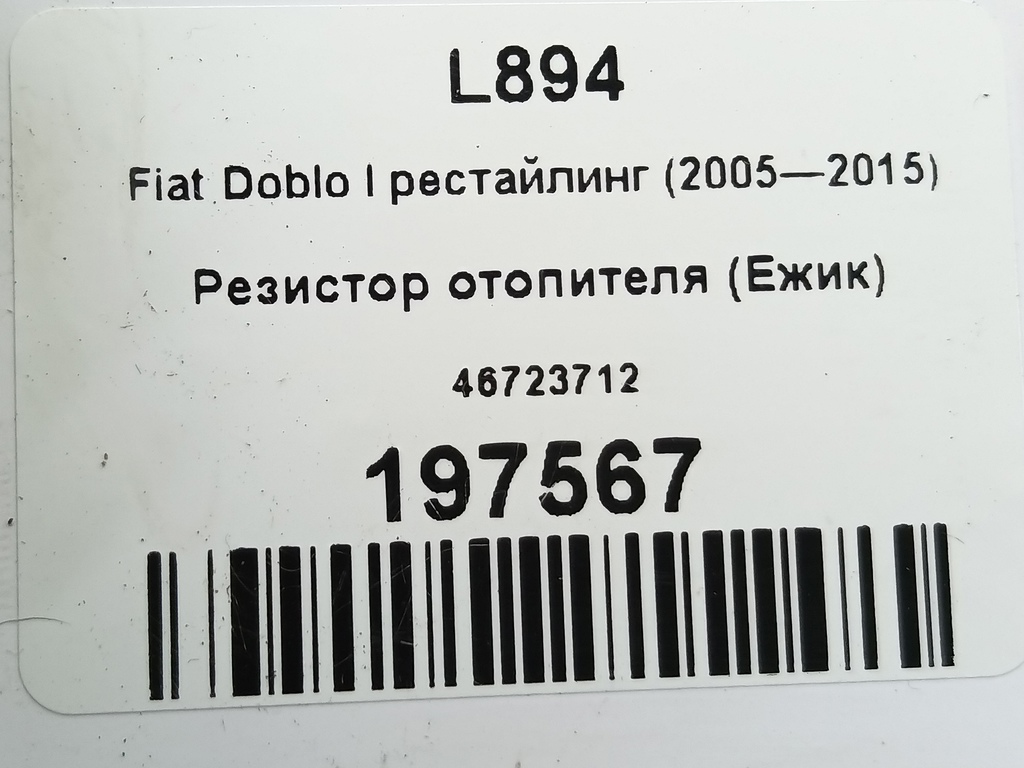 L894
Fiat Doblo I рестайлинг (2005—2015)
Резистор отопителя (Ежик)
46723712
197567